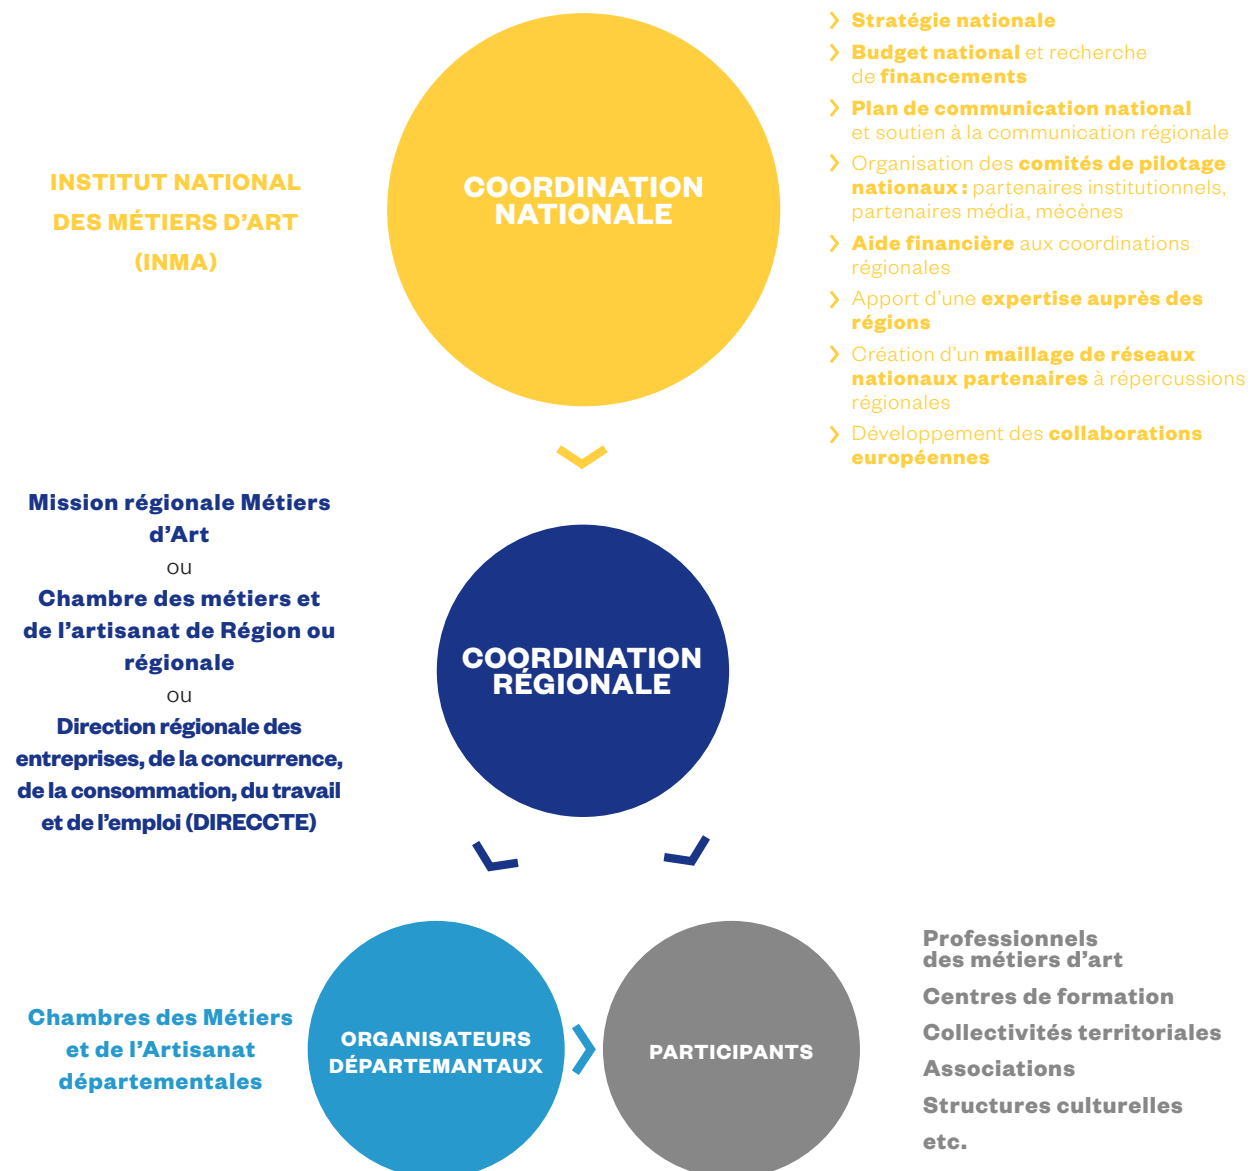 INSTITUT NATIONAL
DES MÉTIERS D’ART
(INMA)
COORDINATION
NATIONALE
Stratégie nationale
Budget national et recherche
de financements
Plan de communication national
et soutien à la communication régionale
Organisation des comités de pilotage
nationaux : partenaires institutionnels,
partenaires média, mécènes
Aide financière aux coordinations
régionales
Apport d’une expertise auprès des
régions
Création d’un maillage de réseaux
nationaux partenaires à répercussions
régionales
Développement des collaborations
européennes
Mission régionale Métiers
d’Art
ou
Chambre des métiers et
de l’artisanat de Région ou
régionale
ou
Direction régionale des
entreprises, de la concurrence,
de la consommation, du travail
et de l’emploi (DIRECCTE)
COORDINATION
RÉGIONALE
Chambres des Métiers
et de l’Artisanat
départementales
ORGANISATEURS
DÉPARTEMANTAUX
PARTICIPANTS
Professionnels
des métiers d’art
Centres de formation
Collectivités territoriales
Associations
Structures culturelles
etc.